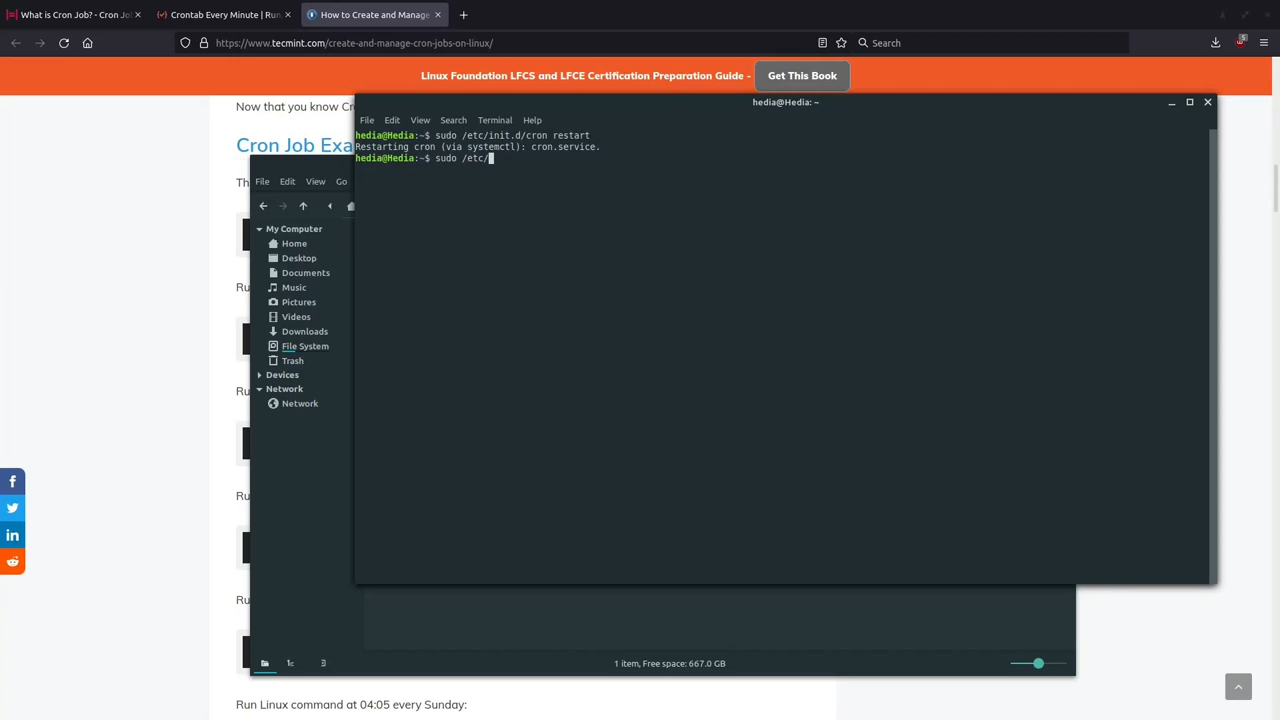 What is Cron Job? - Cron Jo
Crontab Every Minute | Run
How to Create and Manage
https://www.tecmint.com/create-and-manage-cron-jobs-on-linux/
Search
5
Linux Foundation LFCS and LFCE Certification Preparation Guide -
Get This Book
Now that you know Cr
hedia@Hedia: ~
File Edit View Search Terminal Help
hedia@Hedia:~$ sudo /etc/init.d/cron restart
Restarting cron (via systemctl): cron.service.
hedia@Hedia:~$ sudo /etc/
Cron Job Exa
Th
File Edit View Go
My Computer
Home
Desktop
Documents
Music
Pictures
Videos
Downloads
File System
Trash
Devices
Network
Network
Ru
Ru
Ru
Ru
Ru
1 item, Free space: 667.0 GB
Run Linux command at 04:05 every Sunday: